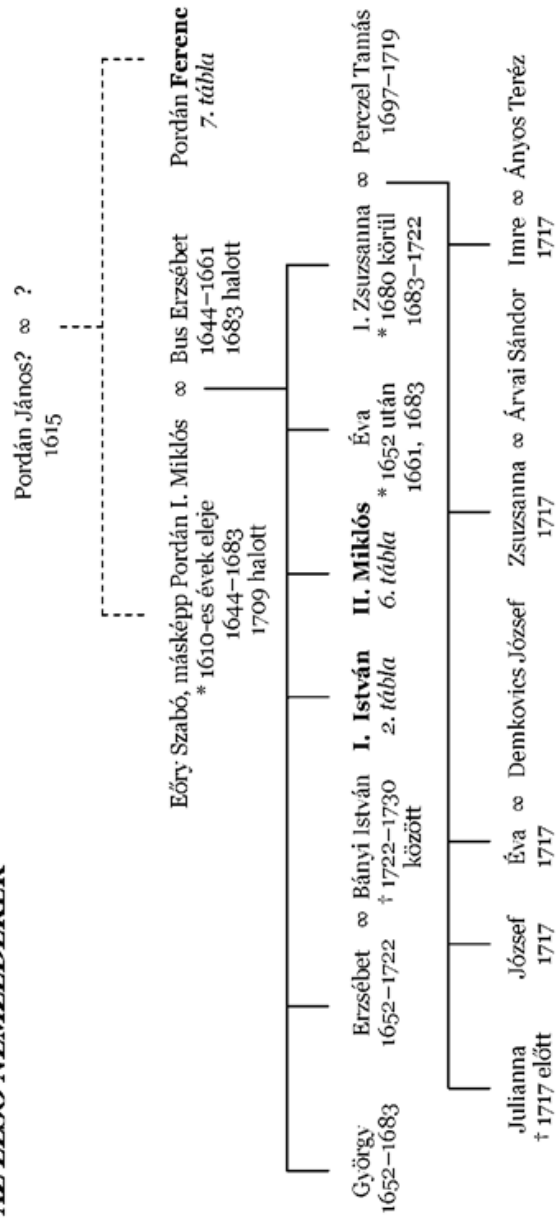 AZ ELSŐ NEMZEDÉKEK
Pordán János? ∞ ?
1615
Eőry Szabó, másképp Pordán I. Miklós ∞ Bus Erzsébet
* 1610-es évek eleje
1644–1683
1709 halott
1644–1661
1683 halott
Pordán Ferenc
7. tábla
György
1652–1683
Erzsébet ∞ Bányi István
1652–1722
† 1722–1730
között
I. István
2. tábla
II. Miklós
6. tábla
Éva
* 1652 után
1661, 1683
I. Zsuzsanna ∞ Perczel Tamás
* 1680 körül
1683–1722
1697–1719
Julianna
† 1717 előtt
József
1717
Éva ∞ Demkovics József
1717
Zsuzsanna ∞ Árvai Sándor
1717
Imre ∞ Ányos Teréz
1717